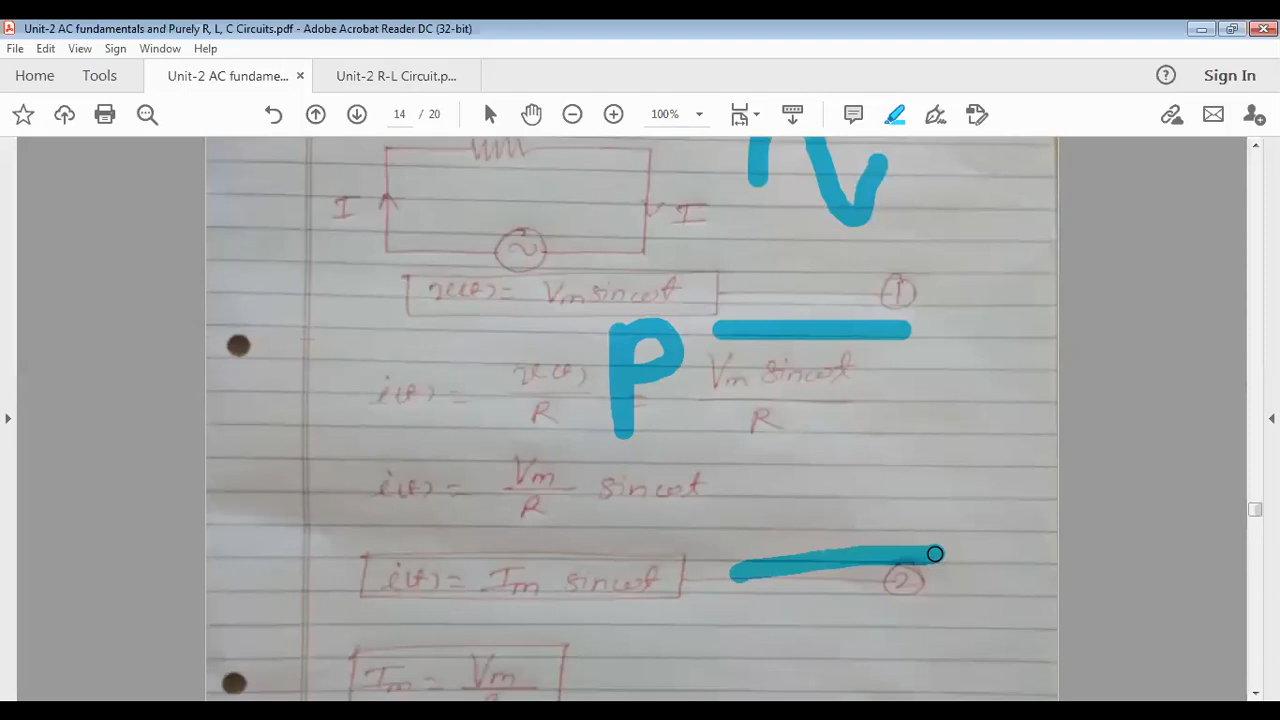 Unit-2 AC fundamentals and Purely R, L, C Circuits.pdf - Adobe Acrobat Reader DC (32-bit)
File Edit View Sign Window Help
Home Tools Unit-2 AC fundame... × Unit-2 R-L Circuit.p... Sign In
14 / 20 100%
I I
v(t) = Vm sinωt ①
P
i(t) = v(t)/R = Vm sinωt/R
i(t) = Vm/R sinωt
i(t) = Im sinωt ②
Im = Vm